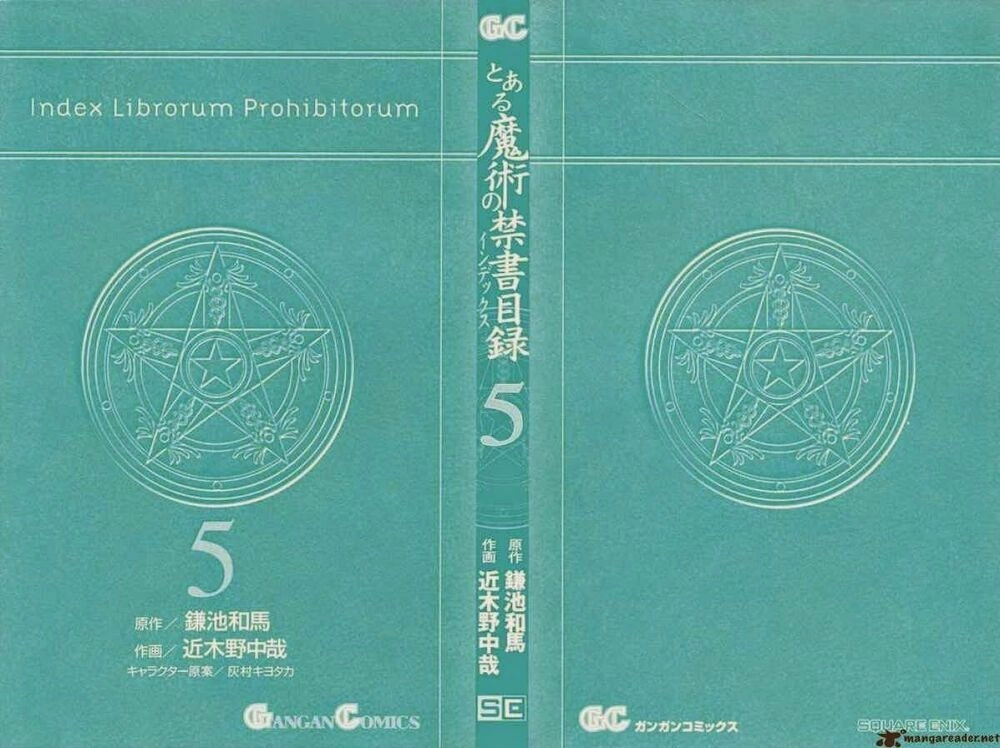 Index Librorum Prohibitorum
5
原作／鎌池和馬
作画／近木野中哉
キャラクター原案／灰村キヨタカ
GANGAN COMICS
GC
とある魔術の禁書目録
インデックス
5
原作 鎌池和馬
作画 近木野中哉
SE
GC ガンガンコミックス
SQUARE ENIX.
mangareader.net